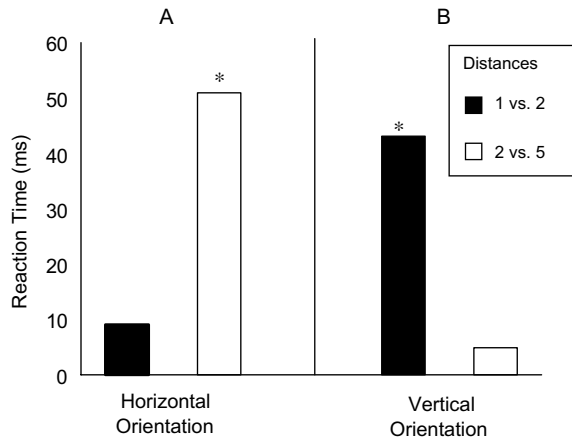 A
B
60
50
40
30
20
10
0
Reaction Time (ms)
*
*
Distances
1 vs. 2
2 vs. 5
Horizontal
Orientation
Vertical
Orientation